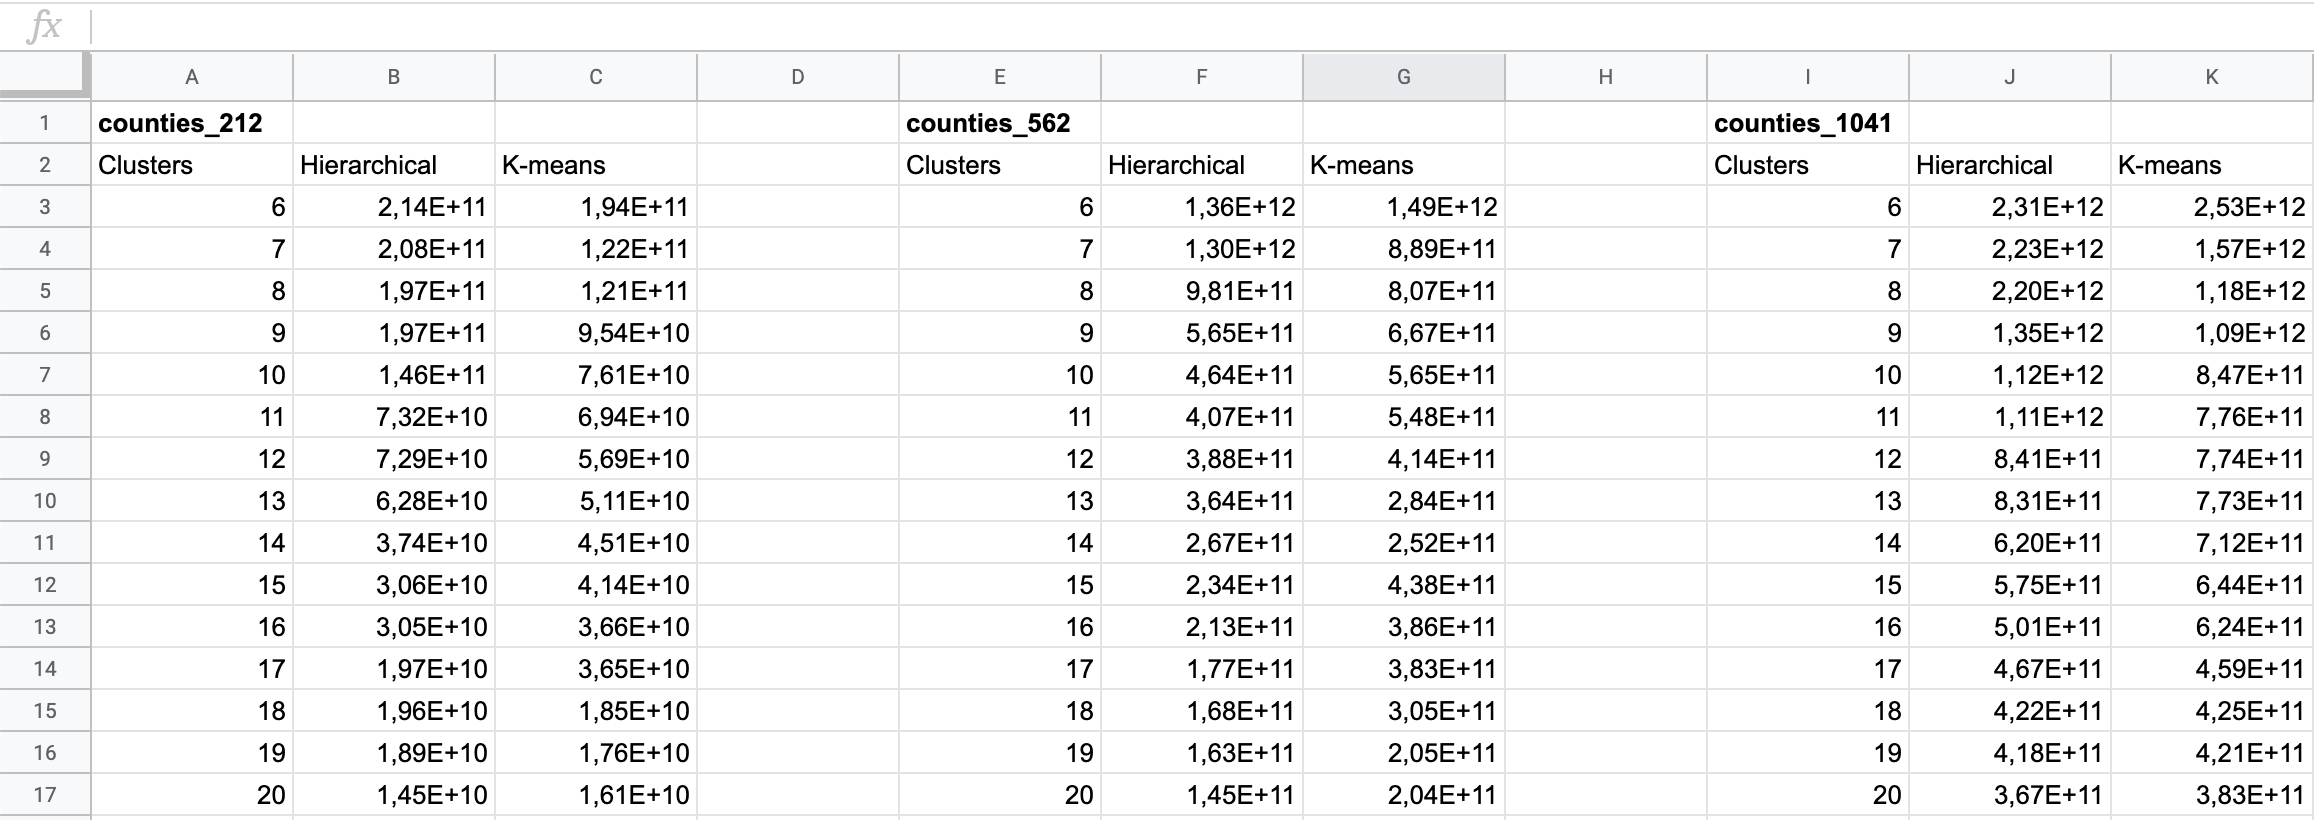 fx
A B C D E F G H I J K
1 counties_212 counties_562 counties_1041
2 Clusters Hierarchical K-means Clusters Hierarchical K-means Clusters Hierarchical K-means
3 6 2,14E+11 1,94E+11 6 1,36E+12 1,49E+12 6 2,31E+12 2,53E+12
4 7 2,08E+11 1,22E+11 7 1,30E+12 8,89E+11 7 2,23E+12 1,57E+12
5 8 1,97E+11 1,21E+11 8 9,81E+11 8,07E+11 8 2,20E+12 1,18E+12
6 9 1,97E+11 9,54E+10 9 5,65E+11 6,67E+11 9 1,35E+12 1,09E+12
7 10 1,46E+11 7,61E+10 10 4,64E+11 5,65E+11 10 1,12E+12 8,47E+11
8 11 7,32E+10 6,94E+10 11 4,07E+11 5,48E+11 11 1,11E+12 7,76E+11
9 12 7,29E+10 5,69E+10 12 3,88E+11 4,14E+11 12 8,41E+11 7,74E+11
10 13 6,28E+10 5,11E+10 13 3,64E+11 2,84E+11 13 8,31E+11 7,73E+11
11 14 3,74E+10 4,51E+10 14 2,67E+11 2,52E+11 14 6,20E+11 7,12E+11
12 15 3,06E+10 4,14E+10 15 2,34E+11 4,38E+11 15 5,75E+11 6,44E+11
13 16 3,05E+10 3,66E+10 16 2,13E+11 3,86E+11 16 5,01E+11 6,24E+11
14 17 1,97E+10 3,65E+10 17 1,77E+11 3,83E+11 17 4,67E+11 4,59E+11
15 18 1,96E+10 1,85E+10 18 1,68E+11 3,05E+11 18 4,22E+11 4,25E+11
16 19 1,89E+10 1,76E+10 19 1,63E+11 2,05E+11 19 4,18E+11 4,21E+11
17 20 1,45E+10 1,61E+10 20 1,45E+11 2,04E+11 20 3,67E+11 3,83E+11